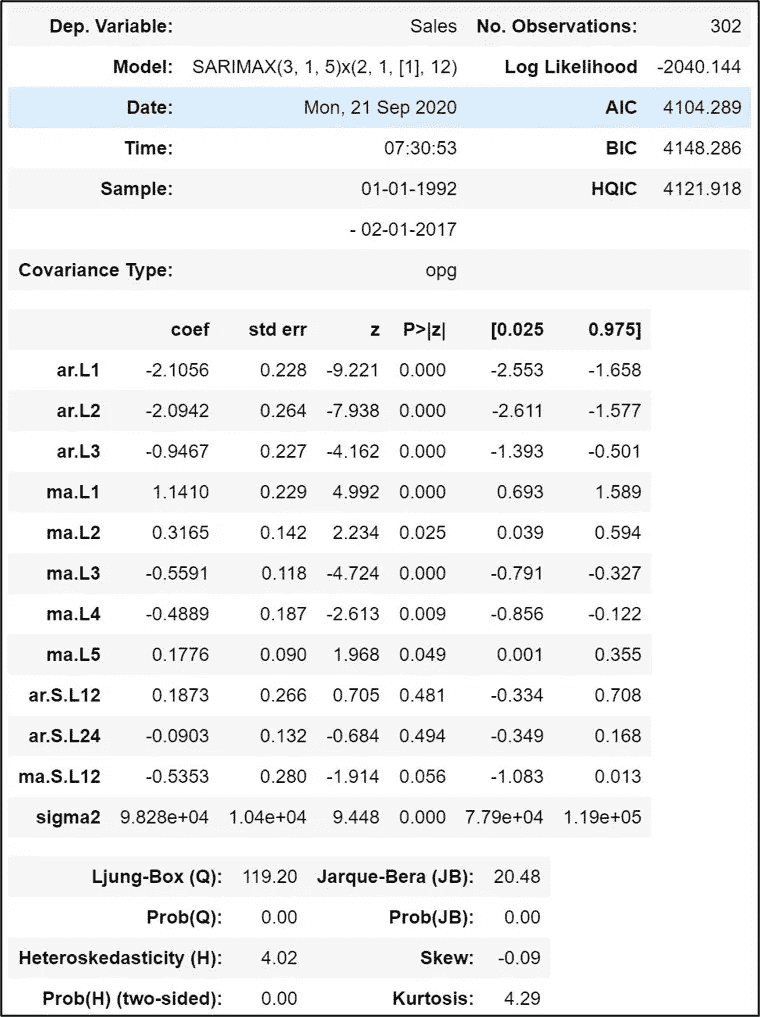 Dep. Variable: Sales No. Observations: 302
Model: SARIMAX(3, 1, 5)x(2, 1, [1], 12) Log Likelihood -2040.144
Date: Mon, 21 Sep 2020 AIC 4104.289
Time: 07:30:53 BIC 4148.286
Sample: 01-01-1992 HQIC 4121.918
- 02-01-2017
Covariance Type: opg
coef std err z P>|z| [0.025 0.975]
ar.L1 -2.1056 0.228 -9.221 0.000 -2.553 -1.658
ar.L2 -2.0942 0.264 -7.938 0.000 -2.611 -1.577
ar.L3 -0.9467 0.227 -4.162 0.000 -1.393 -0.501
ma.L1 1.1410 0.229 4.992 0.000 0.693 1.589
ma.L2 0.3165 0.142 2.234 0.025 0.039 0.594
ma.L3 -0.5591 0.118 -4.724 0.000 -0.791 -0.327
ma.L4 -0.4889 0.187 -2.613 0.009 -0.856 -0.122
ma.L5 0.1776 0.090 1.968 0.049 0.001 0.355
ar.S.L12 0.1873 0.266 0.705 0.481 -0.334 0.708
ar.S.L24 -0.0903 0.132 -0.684 0.494 -0.349 0.168
ma.S.L12 -0.5353 0.280 -1.914 0.056 -1.083 0.013
sigma2 9.828e+04 1.04e+04 9.448 0.000 7.79e+04 1.19e+05
Ljung-Box (Q): 119.20 Jarque-Bera (JB): 20.48
Prob(Q): 0.00 Prob(JB): 0.00
Heteroskedasticity (H): 4.02 Skew: -0.09
Prob(H) (two-sided): 0.00 Kurtosis: 4.29